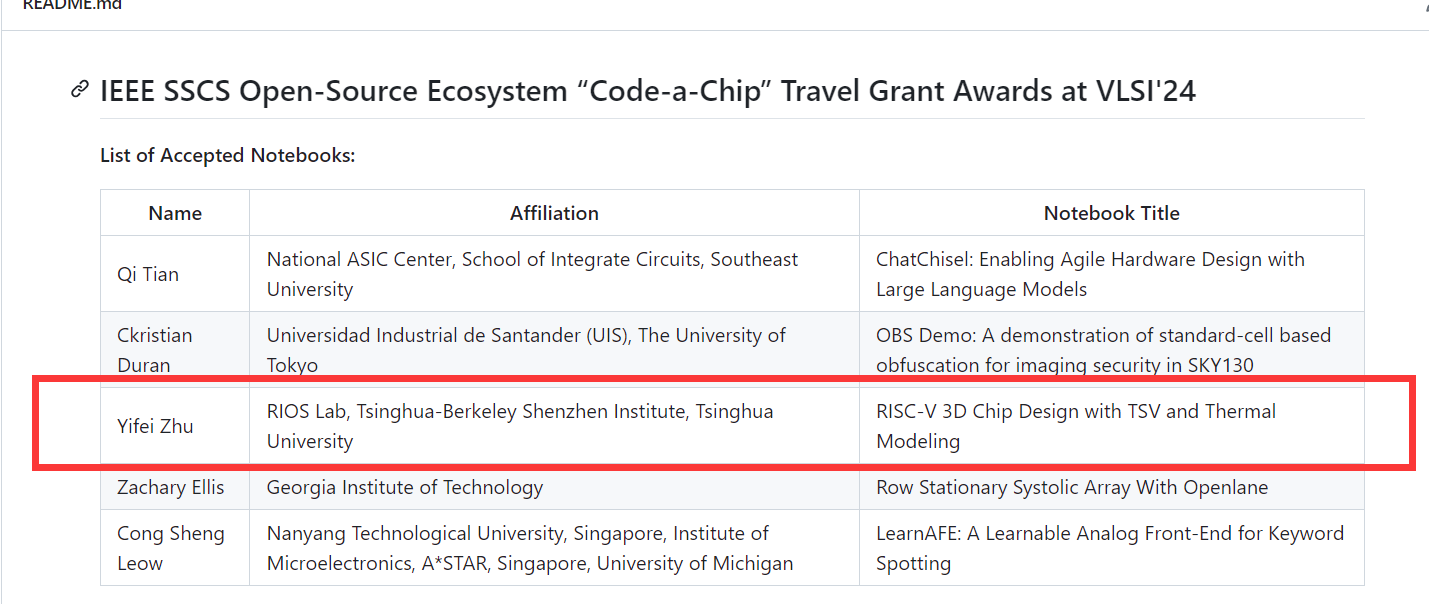 README.md
IEEE SSCS Open-Source Ecosystem “Code-a-Chip” Travel Grant Awards at VLSI'24
List of Accepted Notebooks:
Name Affiliation Notebook Title
Qi Tian
National ASIC Center, School of Integrate Circuits, Southeast
University
ChatChisel: Enabling Agile Hardware Design with
Large Language Models
Ckristian
Duran
Universidad Industrial de Santander (UIS), The University of
Tokyo
OBS Demo: A demonstration of standard-cell based
obfuscation for imaging security in SKY130
Yifei Zhu
RIOS Lab, Tsinghua-Berkeley Shenzhen Institute, Tsinghua
University
RISC-V 3D Chip Design with TSV and Thermal
Modeling
Zachary Ellis
Georgia Institute of Technology
Row Stationary Systolic Array With Openlane
Cong Sheng
Leow
Nanyang Technological University, Singapore, Institute of
Microelectronics, A*STAR, Singapore, University of Michigan
LearnAFE: A Learnable Analog Front-End for Keyword
Spotting